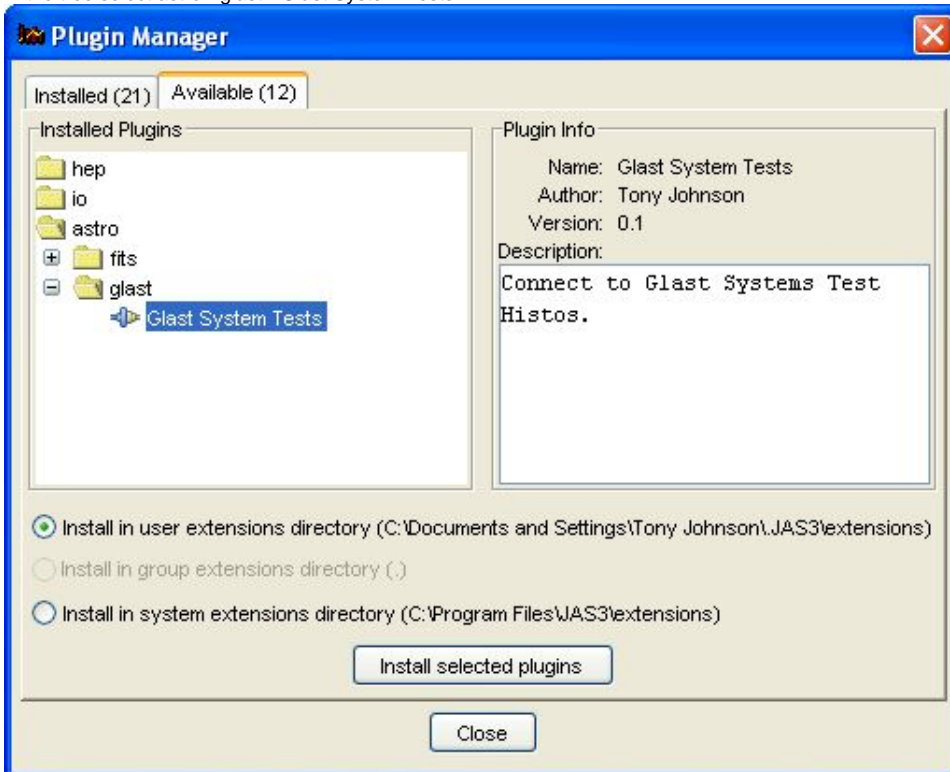 Plugin Manager
Installed (21) Available (12)
Installed Plugins
hep
io
astro
fits
glast
Glast System Tests
Plugin Info
Name: Glast System Tests
Author: Tony Johnson
Version: 0.1
Description:
Connect to Glast Systems Test
Histos.
Install in user extensions directory (C:\Documents and Settings\Tony Johnson\.JAS3\extensions)
Install in group extensions directory (.)
Install in system extensions directory (C:\Program Files\JAS3\extensions)
Install selected plugins
Close